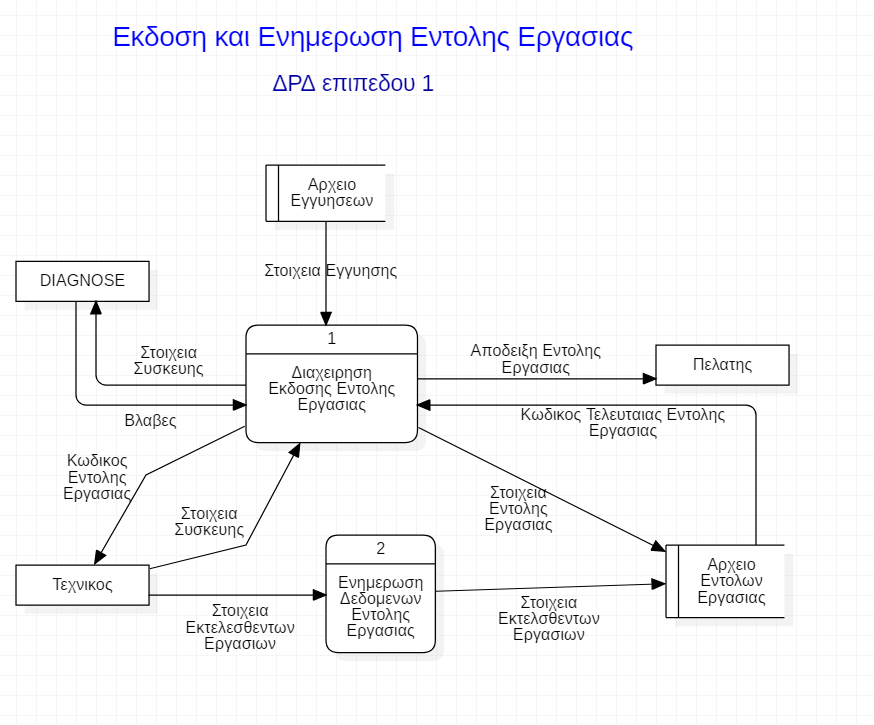 Εκδοση και Ενημερωση Εντολης Εργασιας
ΔΡΔ επιπεδου 1
Αρχειο
Εγγυησεων
Στοιχεια Εγγυησης
DIAGNOSE
Στοιχεια
Συσκευης
Βλαβες
1
Διαχειρηση
Εκδοσης Εντολης
Εργασιας
Αποδειξη Εντολης
Εργασιας
Πελατης
Κωδικος Τελευταιας Εντολης
Εργασιας
Κωδικος
Εντολης
Εργασιας
Στοιχεια
Συσκευης
Στοιχεια
Εντολης
Εργασιας
Τεχνικος
Στοιχεια
Εκτελεσθεντων
Εργασιων
2
Ενημερωση
Δεδομενων
Εντολης
Εργασιας
Στοιχεια
Εκτελσθεντων
Εργασιων
Αρχειο
Εντολων
Εργασιας